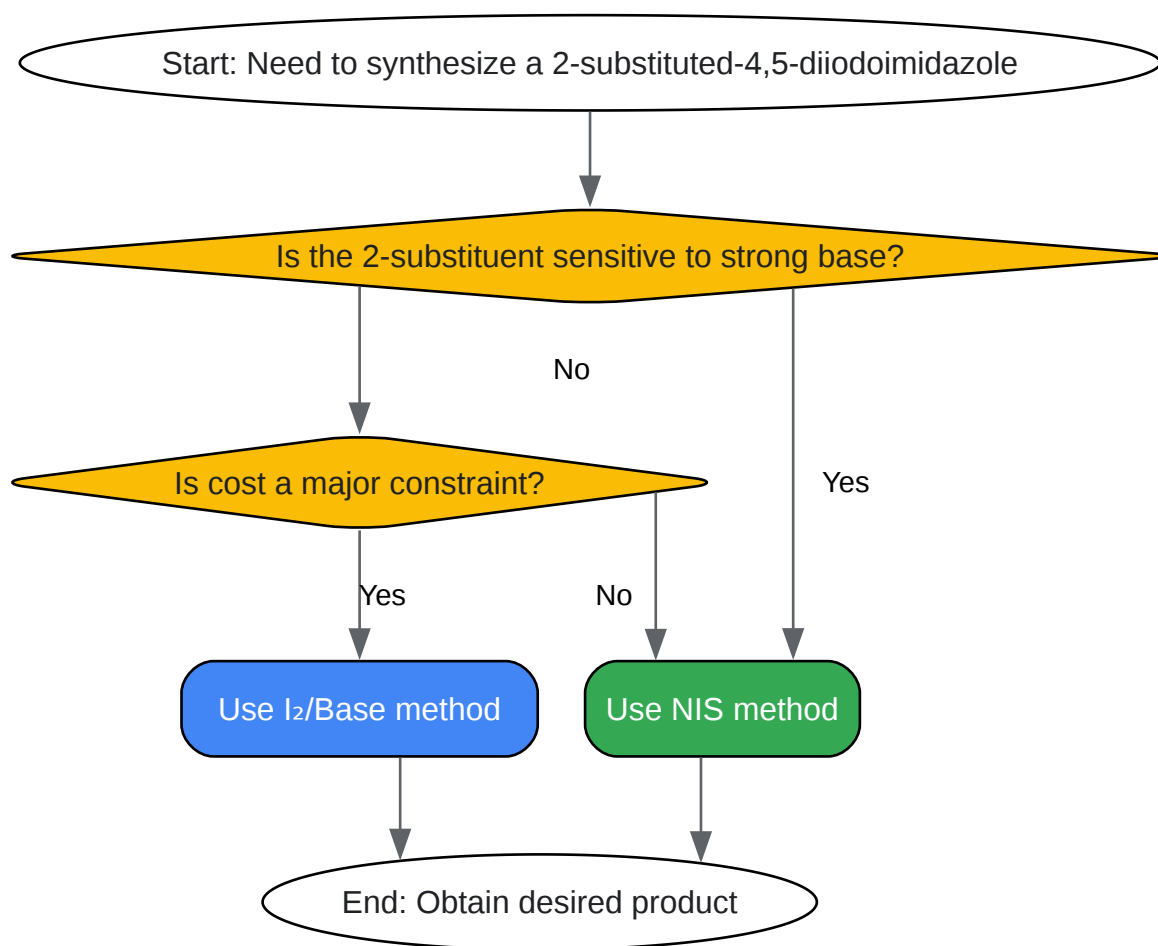 Start: Need to synthesize a 2-substituted-4,5-diiodoimidazole
Is the 2-substituent sensitive to strong base?
No
Is cost a major constraint?
Yes
Yes
No
Use I₂/Base method
Use NIS method
End: Obtain desired product